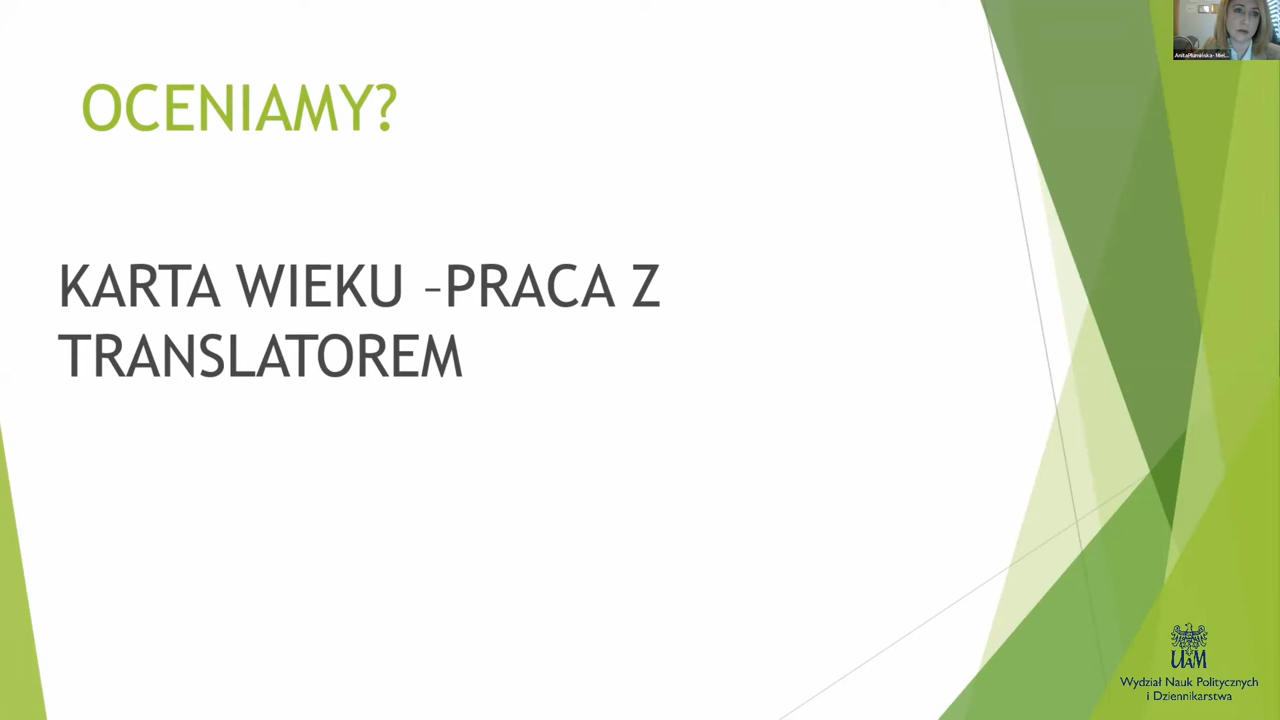 OCENIAMY?
KARTA WIEKU –PRACA Z
TRANSLATOREM
UAM
Wydział Nauk Politycznych
i Dziennikarstwa